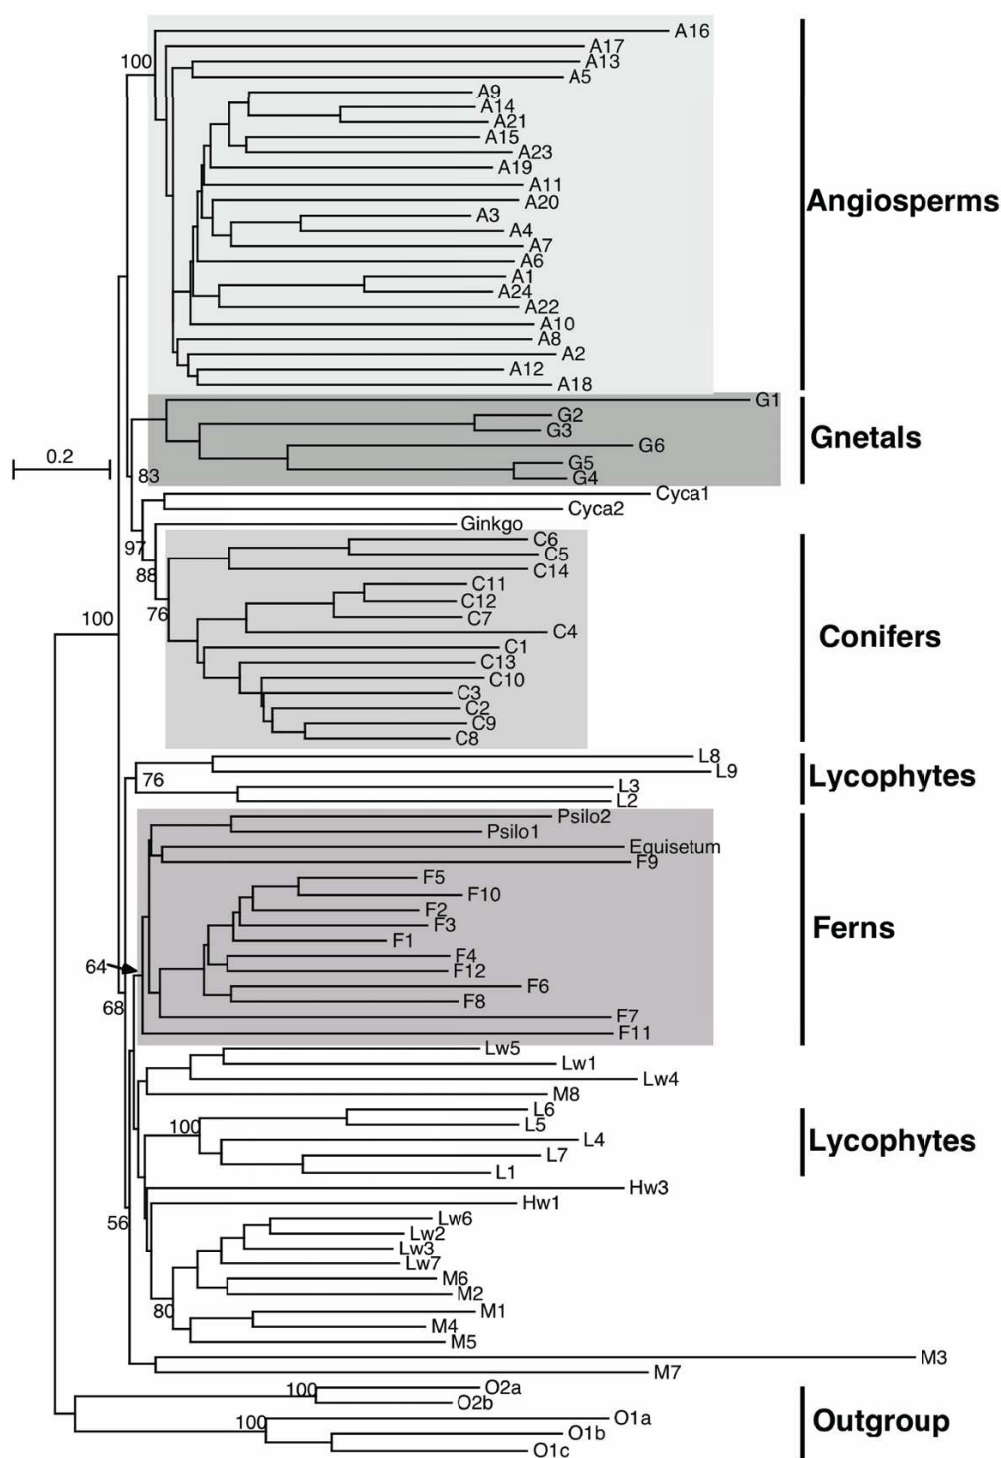 A16
A17
100
A13
A5
A9
A14
A21
A15
A23
A19
A11
A20
Angiosperms
A3
A4
A7
A6
A1
A24
A22
A10
A8
A2
A12
A18
G1
G2
G3
Gnetals
G6
0.2
G5
83
G4
Cyca1
Cyca2
Ginkgo
C6
97
C5
C14
88
C11
C12
76
C7
100
C4
Conifers
C1
C13
C10
C3
C2
C9
C8
L8
L9
76
Lycophytes
L3
L2
Psilo2
Psilo1
Equisetum
F9
F5
F10
F2
F3
Ferns
F1
F4
64
F12
F6
F8
68
F7
F11
Lw5
Lw1
Lw4
M8
L6
L5
100
L4
Lycophytes
L7
L1
Hw3
Hw1
Lw6
56
Lw2
Lw3
Lw7
M6
M2
80
M1
M4
M5
M3
M7
O2a
100
O2b
O1a
100
Outgroup
O1b
O1c